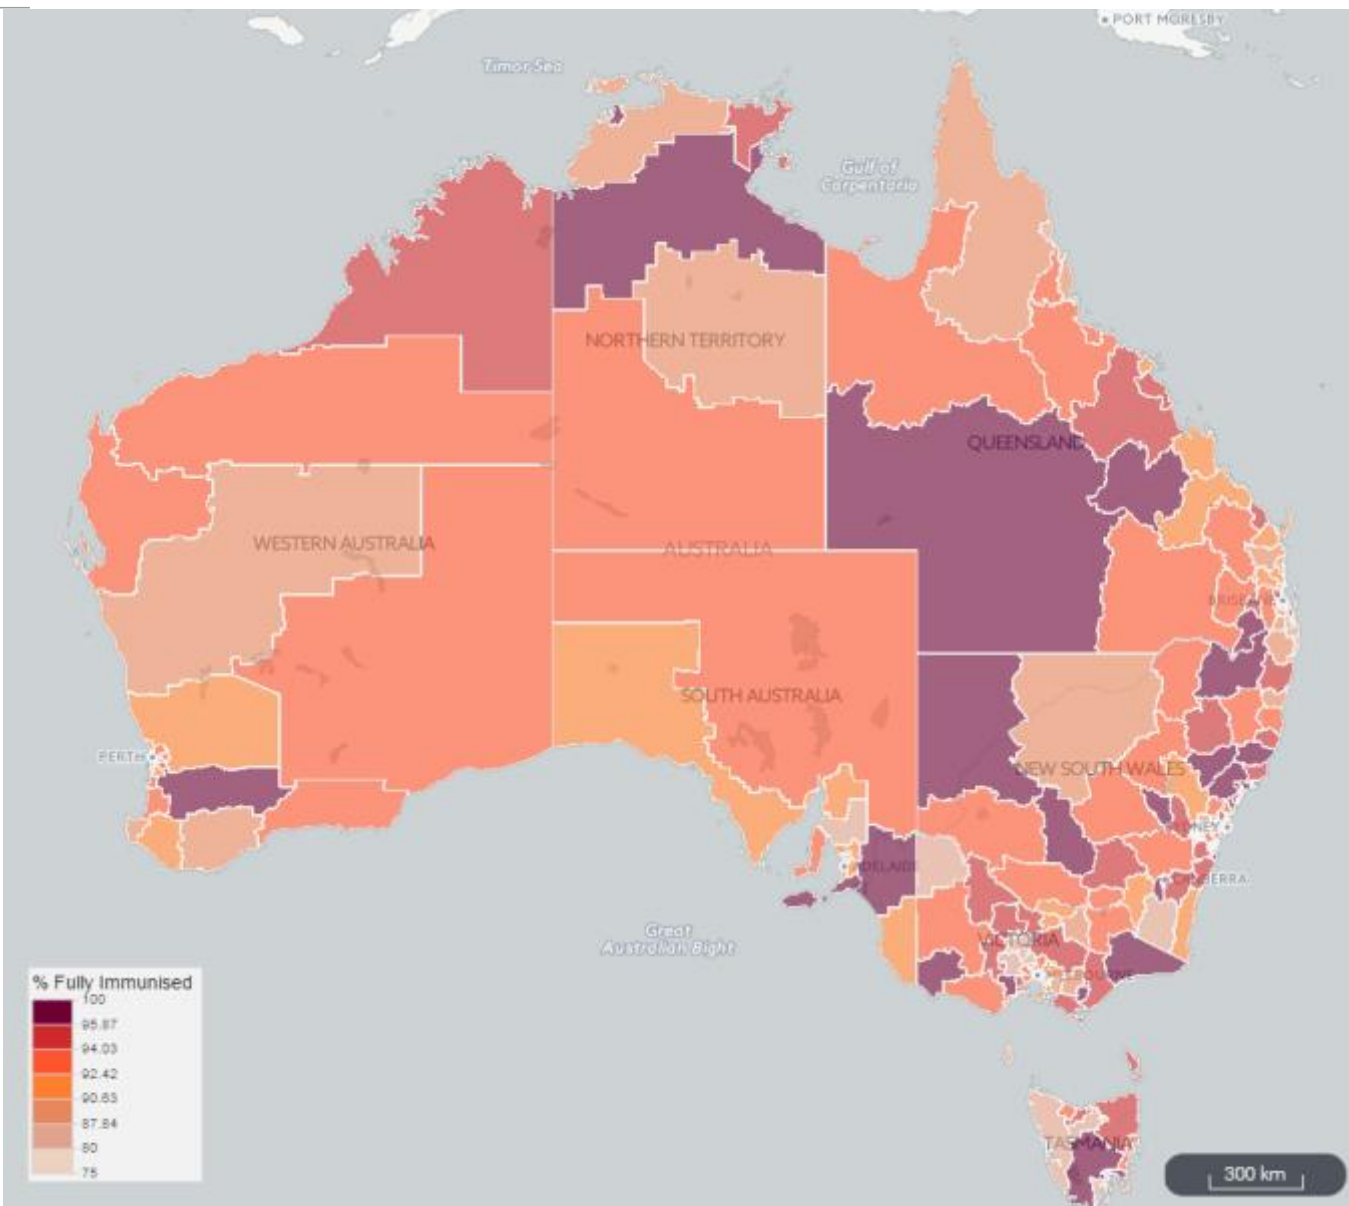 PORT MORESBY
Timor Sea
Gulf of
Carpentaria
NORTHERN TERRITORY
QUEENSLAND
WESTERN AUSTRALIA
AUSTRALIA
BRISBANE
SOUTH AUSTRALIA
PERTH
NEW SOUTH WALES
SYDNEY
ADELAIDE
CANBERRA
Great
Australian Bight
VICTORIA
MELBOURNE
% Fully Immunised
100
95.87
94.03
92.42
90.63
87.84
80
75
TASMANIA
300 km